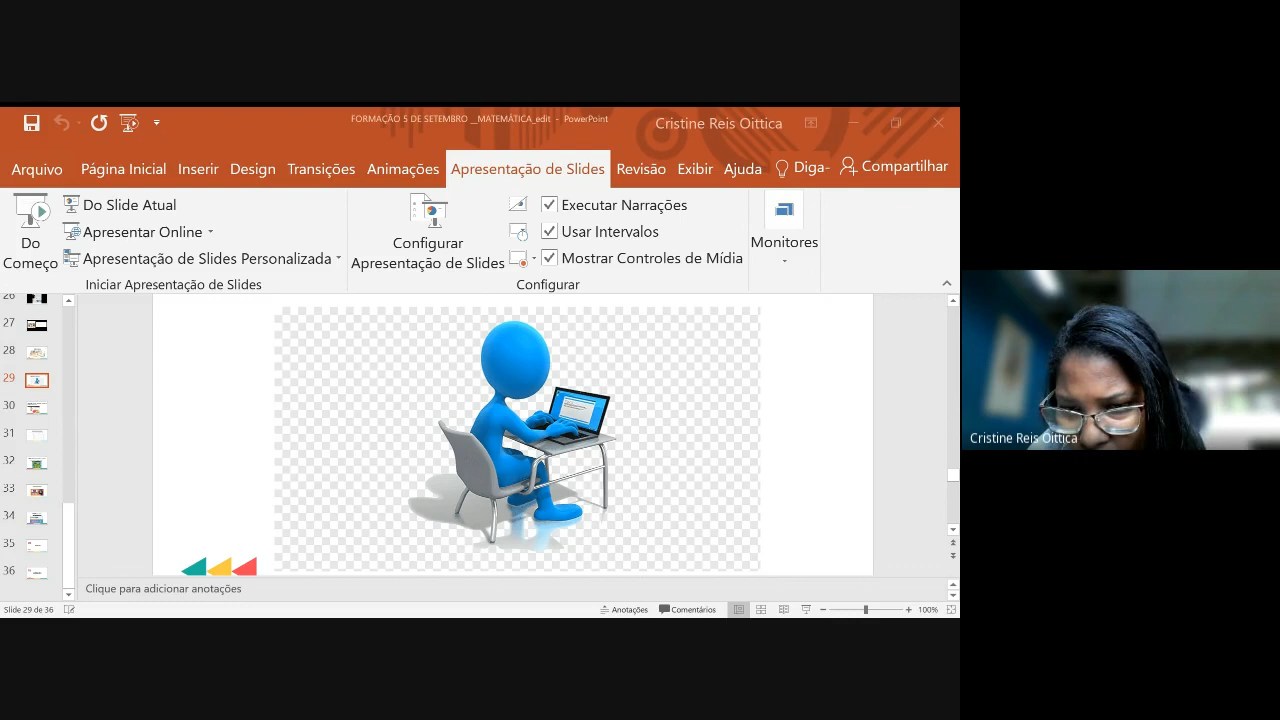 FORMAÇÃO 5 DE SETEMBRO __MATEMÁTICA_edit - PowerPoint
Cristine Reis Oittica
Arquivo Página Inicial Inserir Design Transições Animações Apresentação de Slides Revisão Exibir Ajuda Diga- Compartilhar
Do Começo
Do Slide Atual
Apresentar Online
Apresentação de Slides Personalizada
Iniciar Apresentação de Slides
Configurar
Apresentação de Slides
Executar Narrações
Usar Intervalos
Mostrar Controles de Mídia
Configurar
Monitores
26
27
28
29
30
31
32
33
34
35
36
Clique para adicionar anotações
Slide 29 de 36
Anotações Comentários 100%
Cristine Reis Oittica